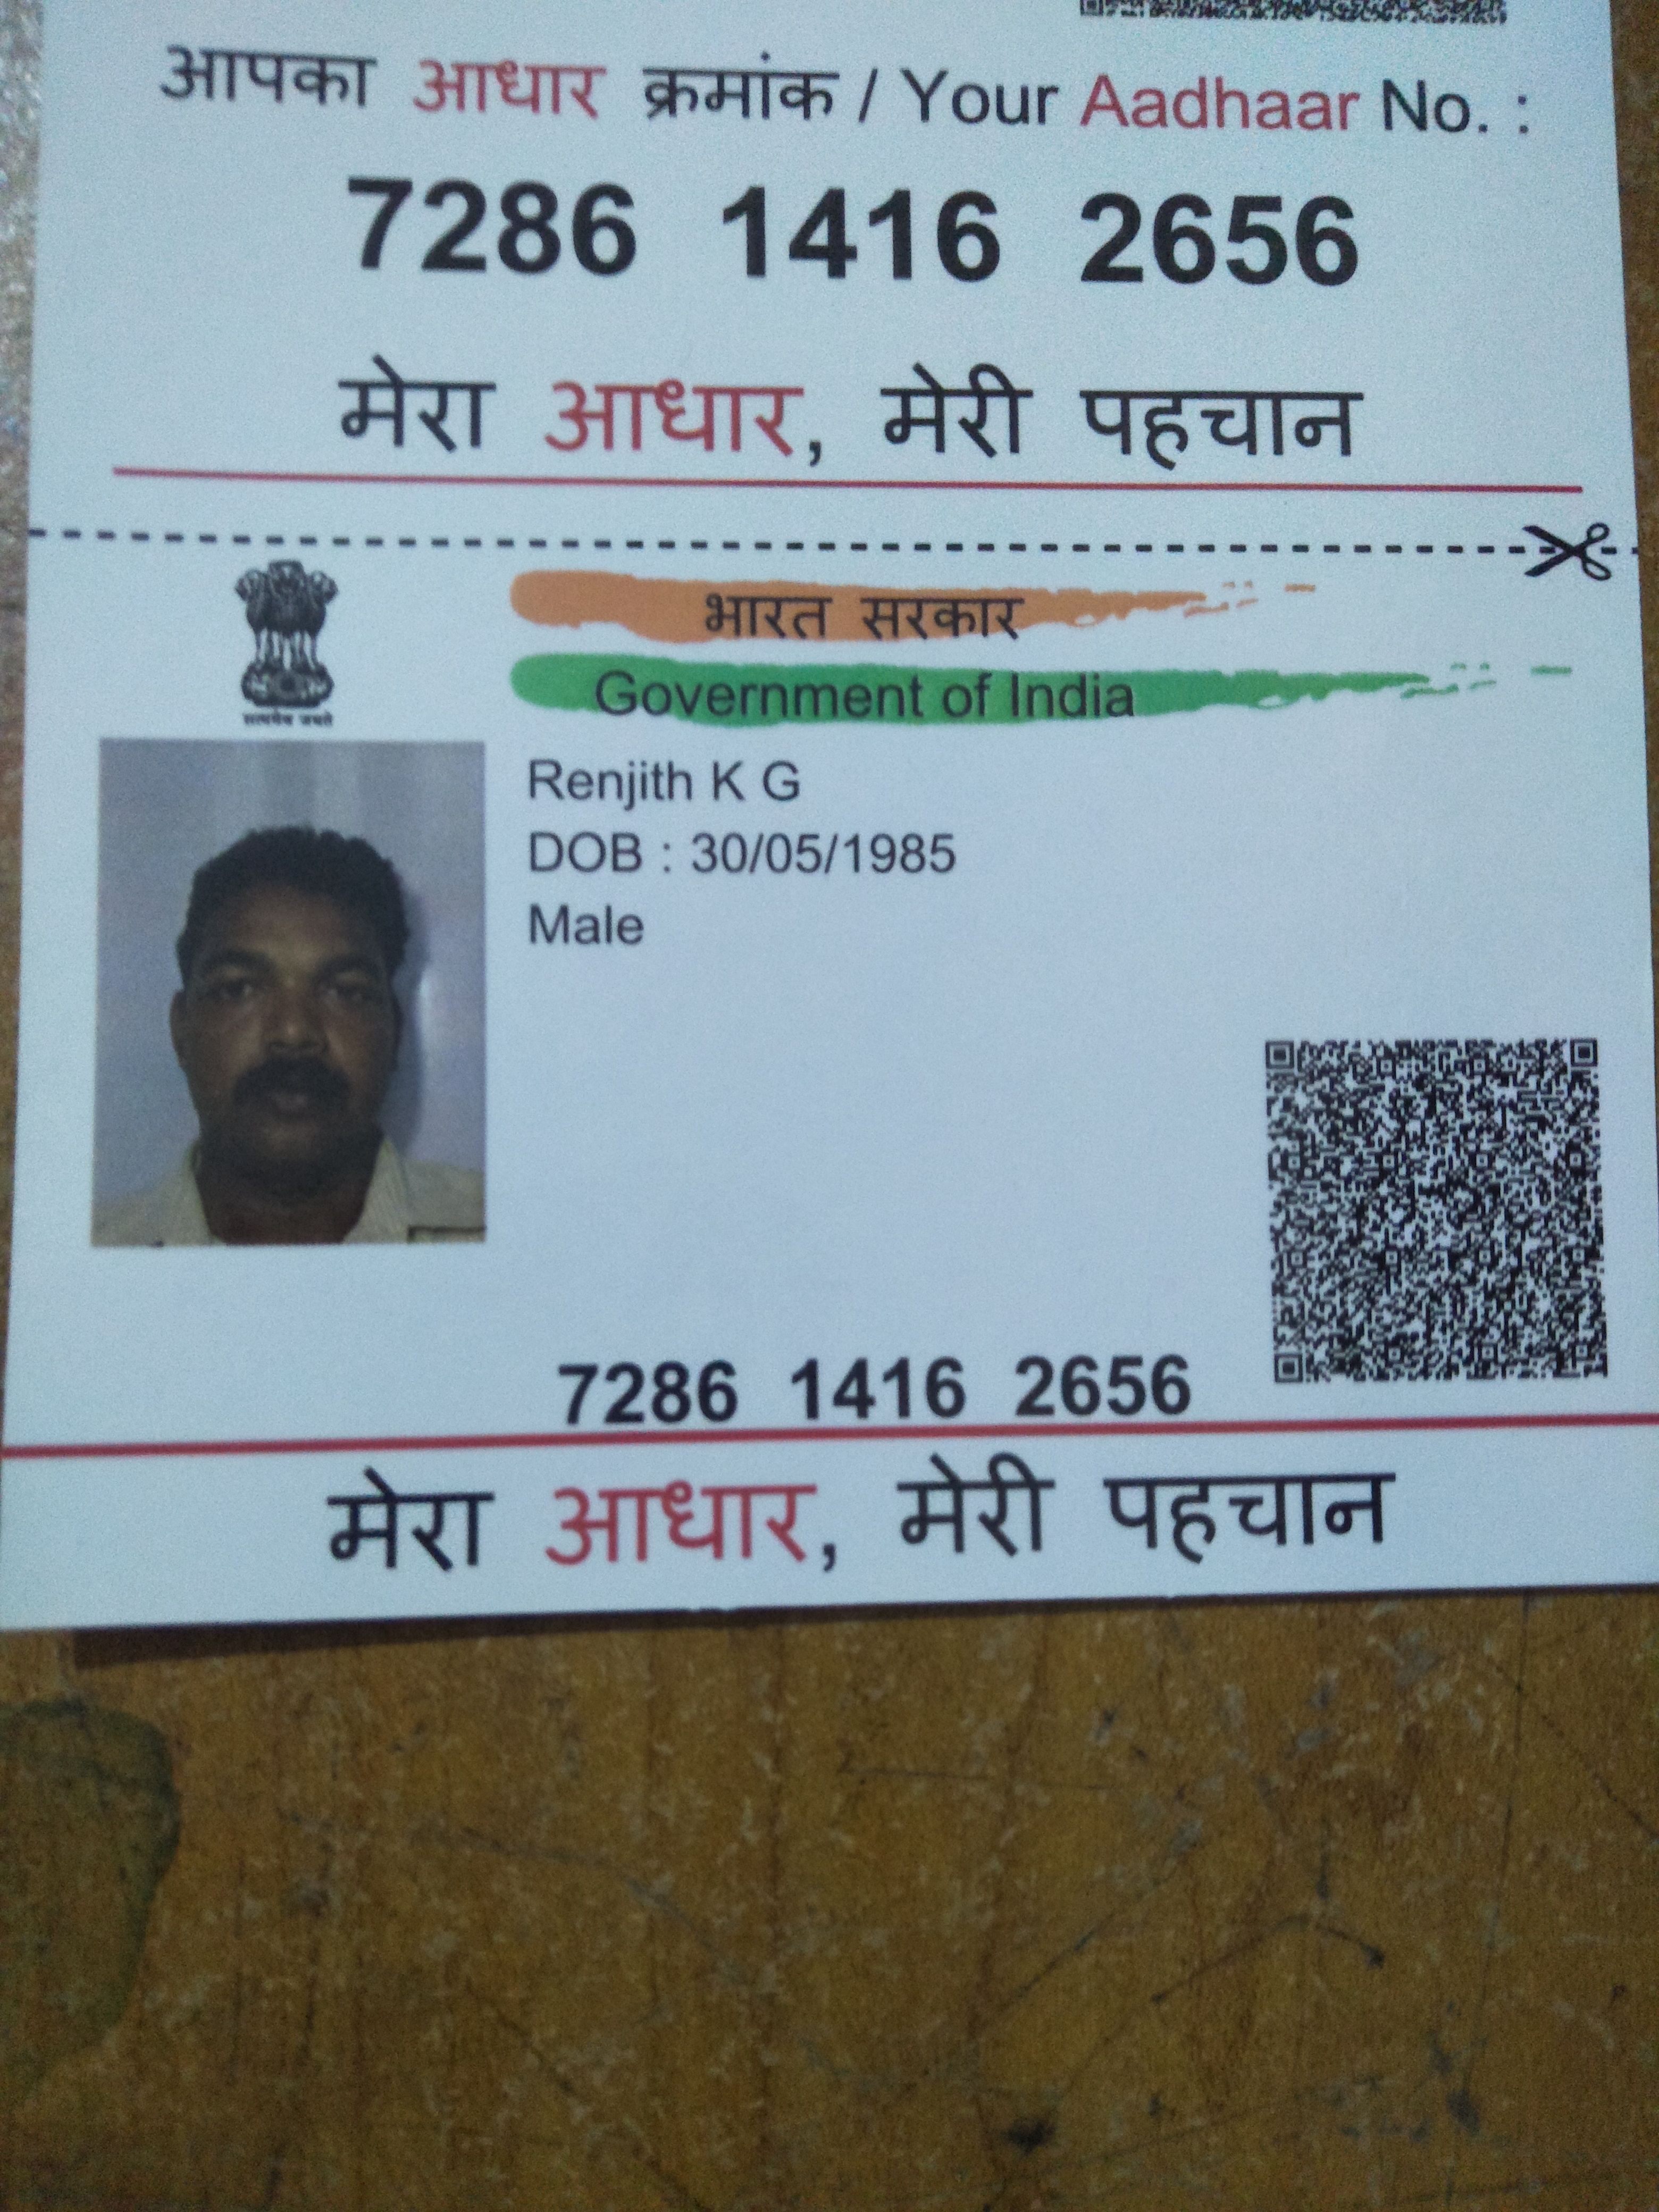 आपका आधार क्रमांक / Your Aadhaar No. :
7286 1416 2656
मेरा आधार, मेरी पहचान
सत्यमेव जयते
भारत सरकार
Government of India
Renjith K G
DOB : 30/05/1985
Male
7286 1416 2656
मेरा आधार, मेरी पहचान